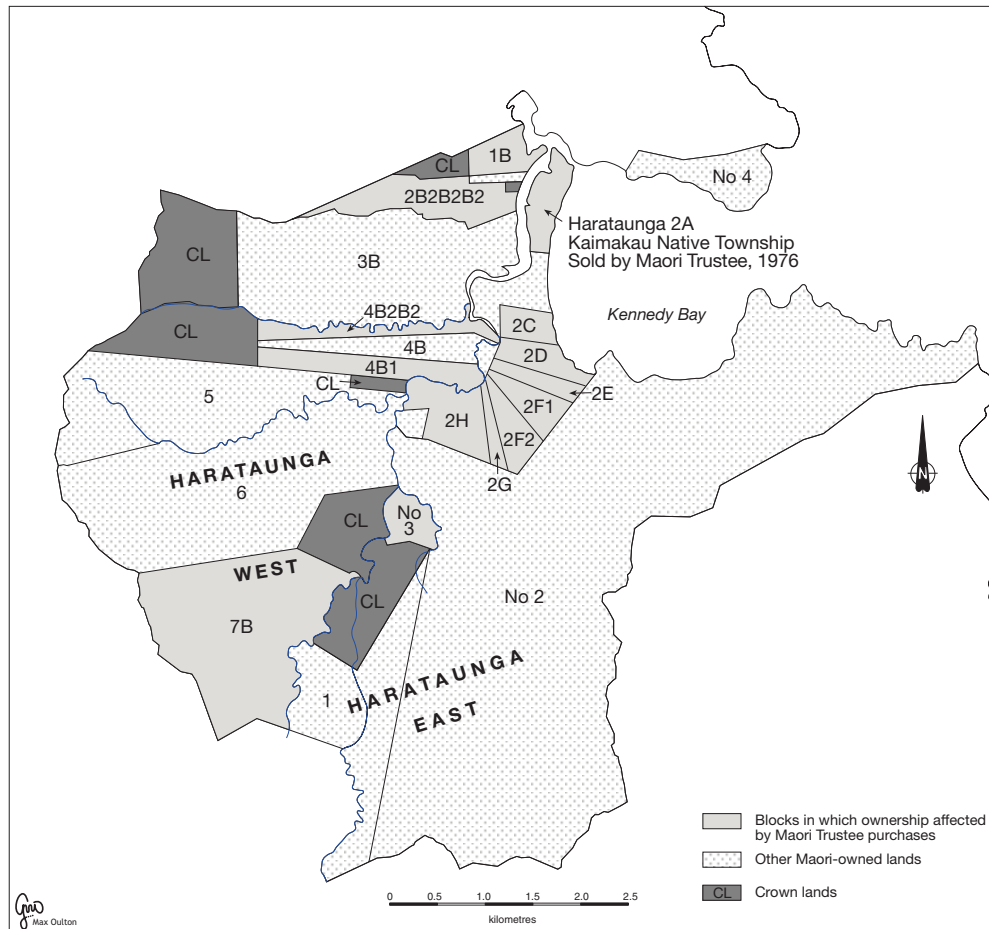 CL
1B
No 4
2B2B2B2
Harataunga 2A
Kaimakau Native Township
Sold by Maori Trustee, 1976
CL
3B
Kennedy Bay
4B2B2
2C
CL
4B
2D
4B1
CL
2E
5
2F1
2H
2F2
HARATAUNGA
2G
6
CL
No
3
WEST
No 2
CL
7B
HARATAUNGA
1
EAST
Blocks in which ownership affected
by Maori Trustee purchases
Other Maori-owned lands
CL
Crown lands
0 0.5 1.0 1.5 2.0 2.5
kilometres
N
Max Oulton